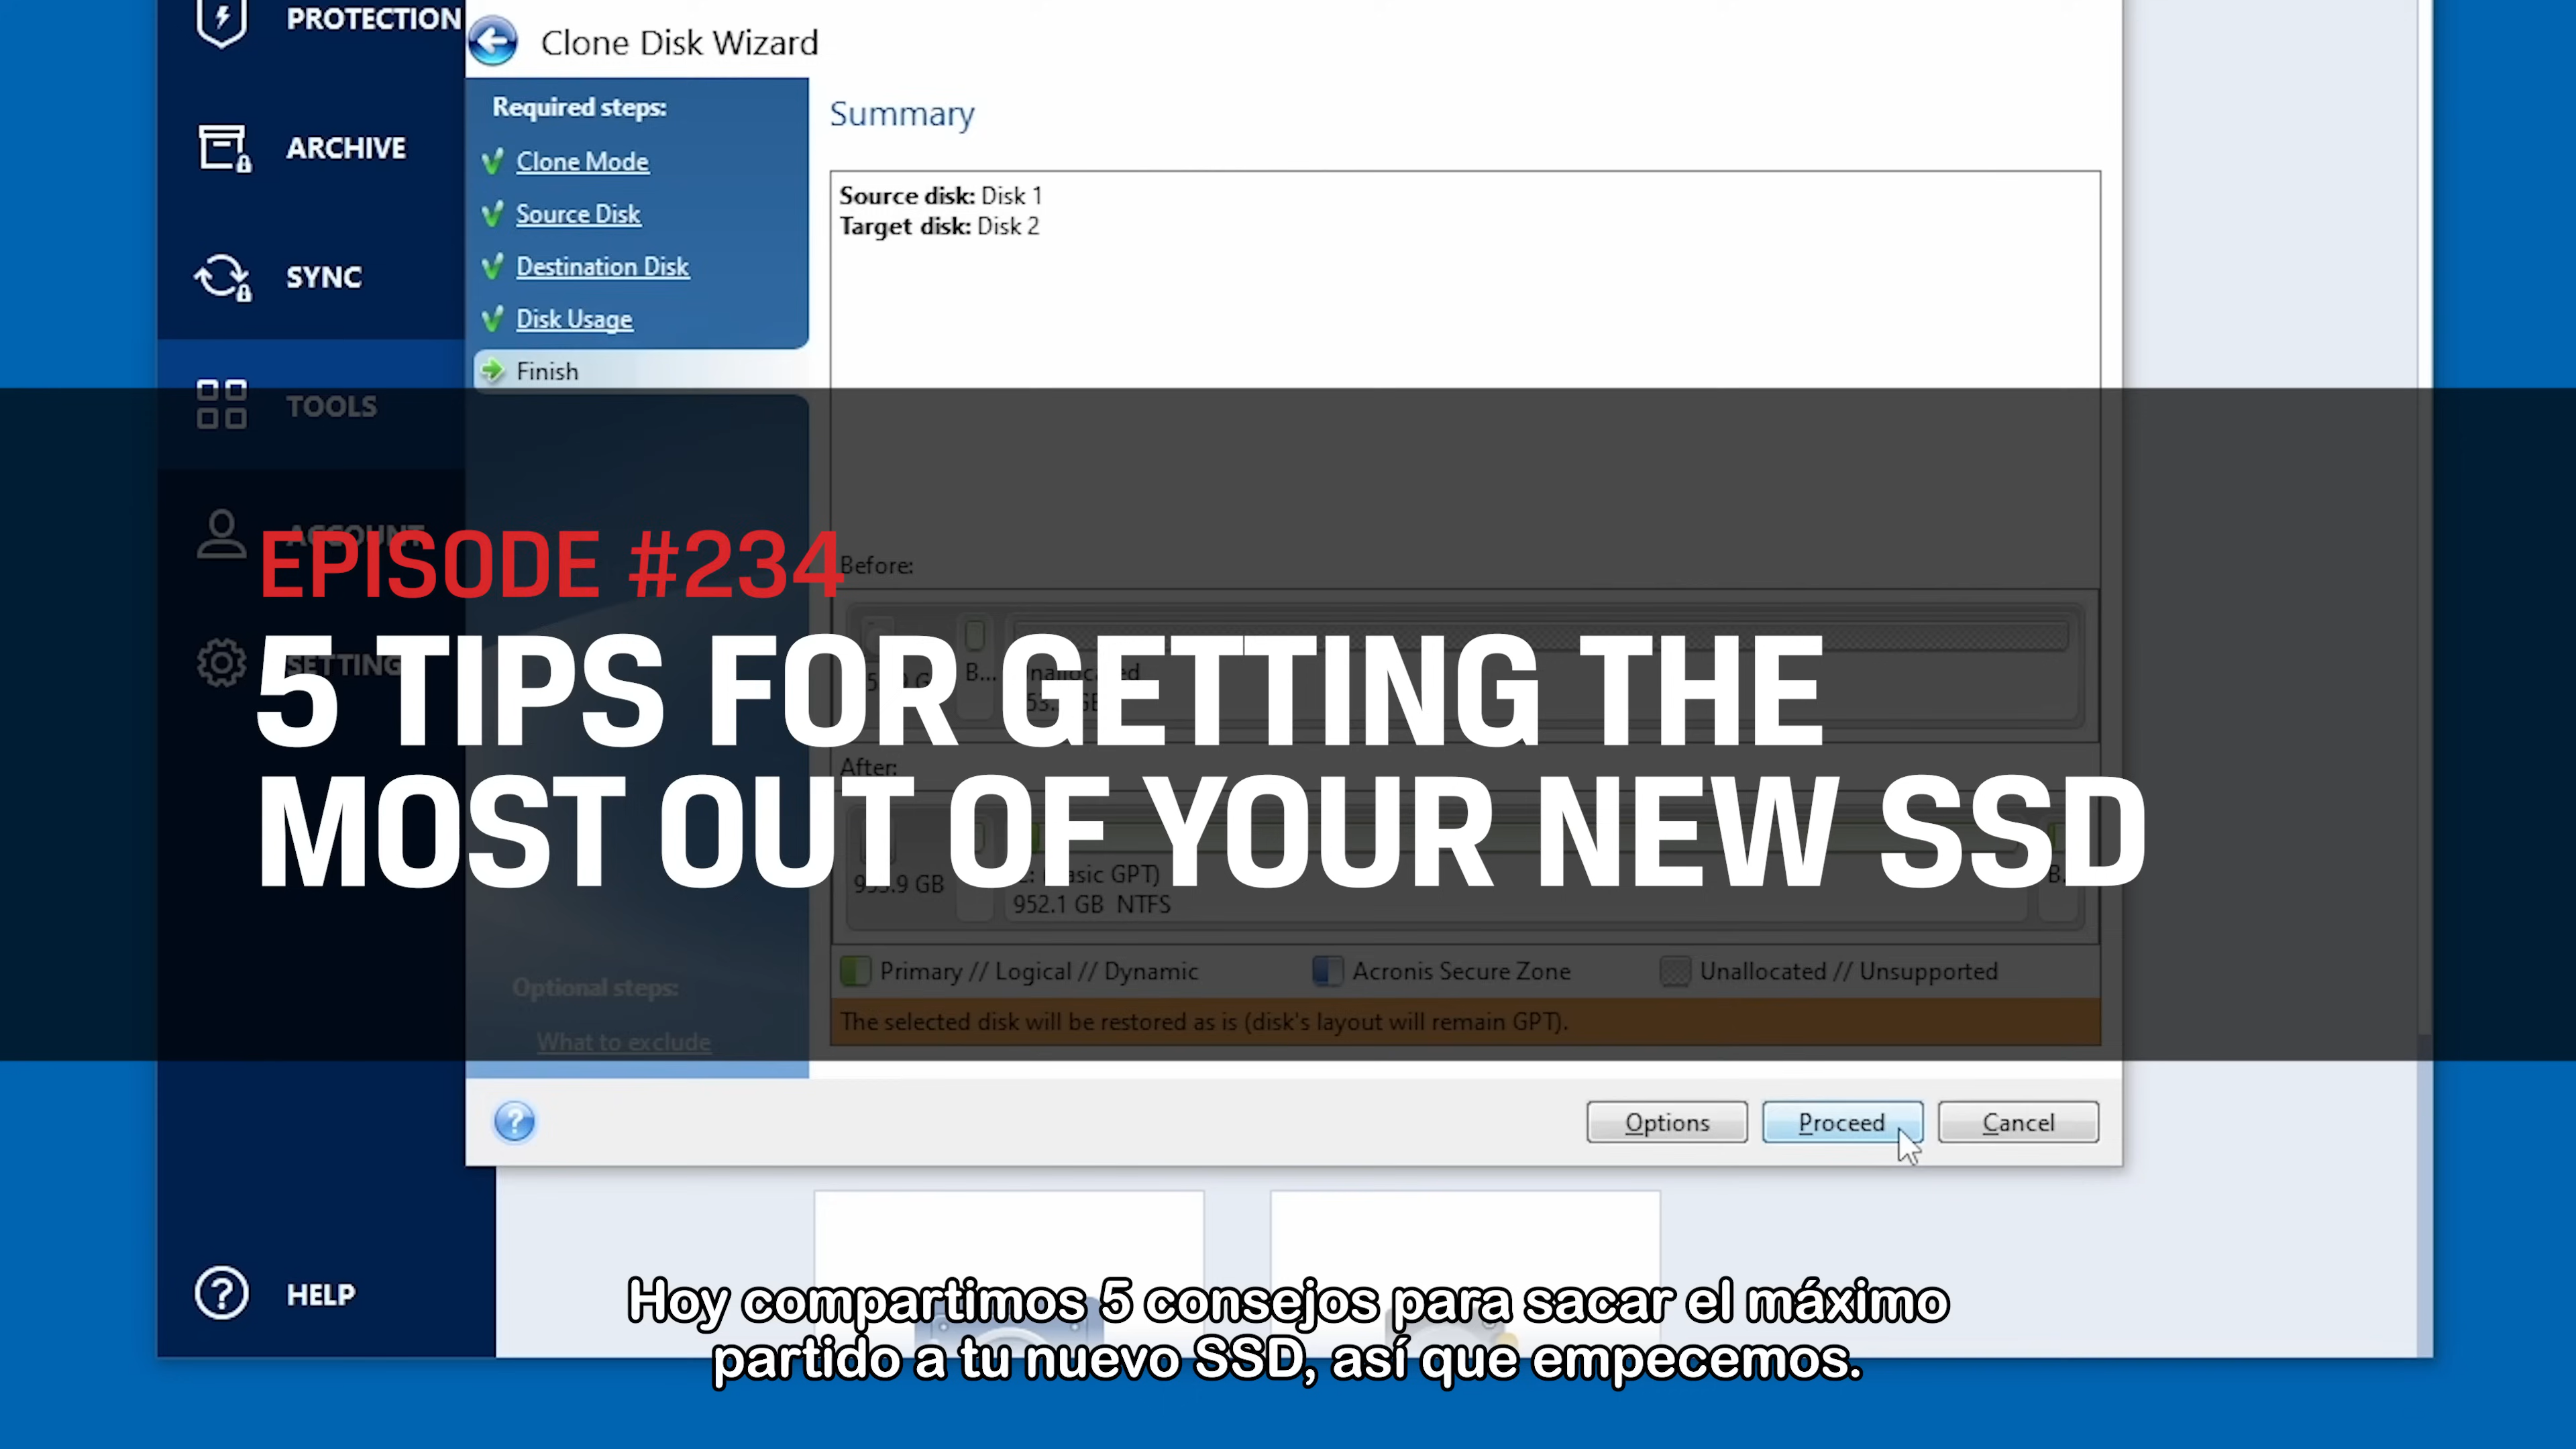 PROTECTION
Clone Disk Wizard
Required steps:
Summary
ARCHIVE
Clone Mode
Source disk: Disk 1
Source Disk
Target disk: Disk 2
Destination Disk
SYNC
Disk Usage
Finish
TOOLS
ACCOUNT
EPISODE #234
Before:
5 TIPS FOR GETTING THE
B...
After:
MOST OUT OF YOUR NEW SSD
952.1 GB NTFS
Primary // Logical // Dynamic
Acronis Secure Zone
Unallocated // Unsupported
Optional steps:
The selected disk will be restored as is (disk's layout will remain GPT).
What to exclude
Options
Proceed
Cancel
HELP
Hoy compartimos 5 consejos para sacar el máximo
partido a tu nuevo SSD, así que empecemos.